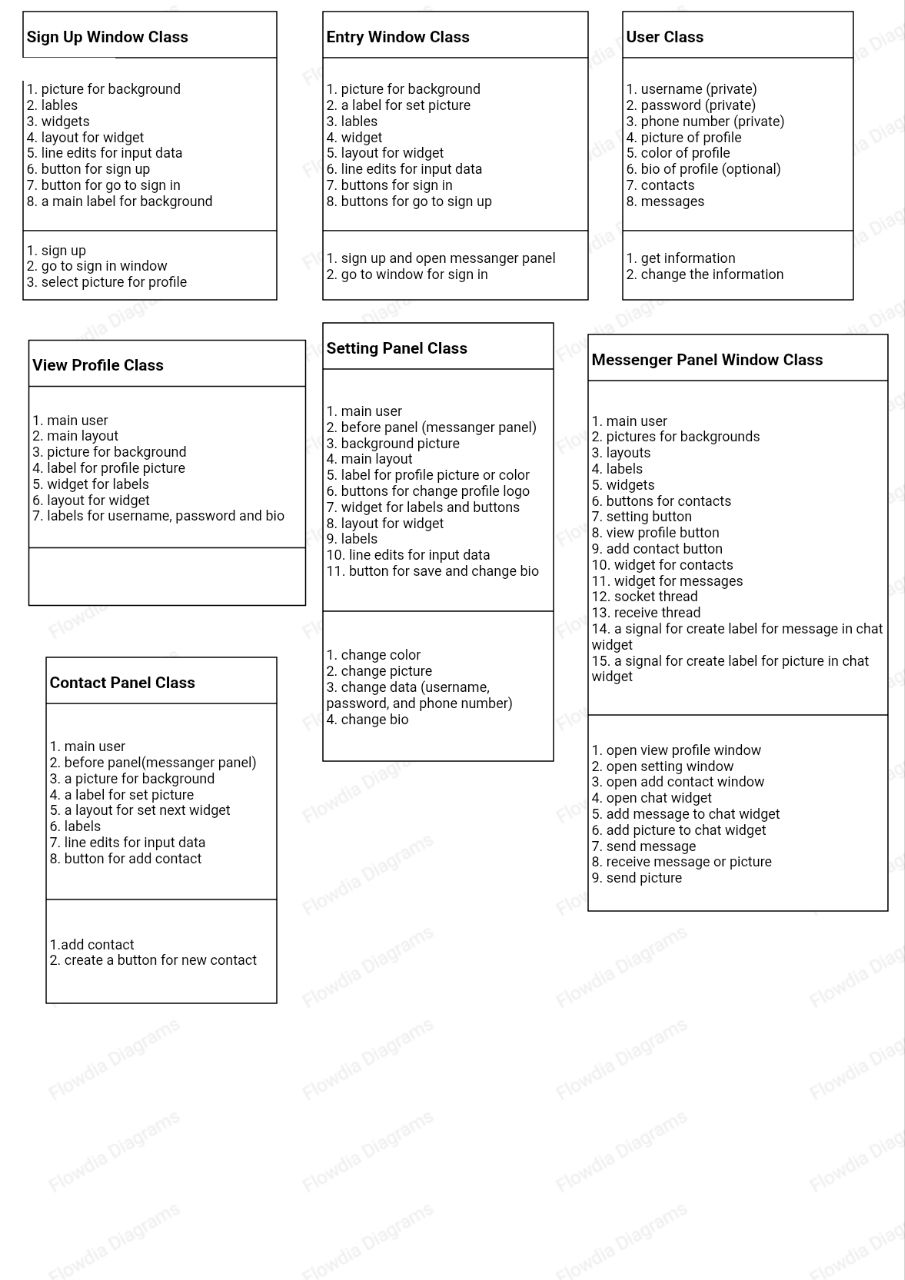 Sign Up Window Class
1. picture for background
2. lables
3. widgets
4. layout for widget
5. line edits for input data
6. button for sign up
7. button for go to sign in
8. a main label for background
1. sign up
2. go to sign in window
3. select picture for profile
Entry Window Class
1. picture for background
2. a label for set picture
3. lables
4. widget
5. layout for widget
6. line edits for input data
7. buttons for sign in
8. buttons for go to sign up
1. sign up and open messanger panel
2. go to window for sign in
User Class
1. username (private)
2. password (private)
3. phone number (private)
4. picture of profile
5. color of profile
6. bio of profile (optional)
7. contacts
8. messages
1. get information
2. change the information
View Profile Class
1. main user
2. main layout
3. picture for background
4. label for profile picture
5. widget for labels
6. layout for widget
7. labels for username, password and bio
Setting Panel Class
1. main user
2. before panel (messanger panel)
3. background picture
4. main layout
5. label for profile picture or color
6. buttons for change profile logo
7. widget for labels and buttons
8. layout for widget
9. labels
10. line edits for input data
11. button for save and change bio
1. change color
2. change picture
3. change data (username,
password, and phone number)
4. change bio
Messenger Panel Window Class
1. main user
2. pictures for backgrounds
3. layouts
4. labels
5. widgets
6. buttons for contacts
7. setting button
8. view profile button
9. add contact button
10. widget for contacts
11. widget for messages
12. socket thread
13. receive thread
14. a signal for create label for message in chat
widget
15. a signal for create label for picture in chat
widget
1. open view profile window
2. open setting window
3. open add contact window
4. open chat widget
5. add message to chat widget
6. add picture to chat widget
7. send message
8. receive message or picture
9. send picture
Contact Panel Class
1. main user
2. before panel(messanger panel)
3. a picture for background
4. a label for set picture
5. a layout for set next widget
6. labels
7. line edits for input data
8. button for add contact
1.add contact
2. create a button for new contact
Flowdia Diagrams